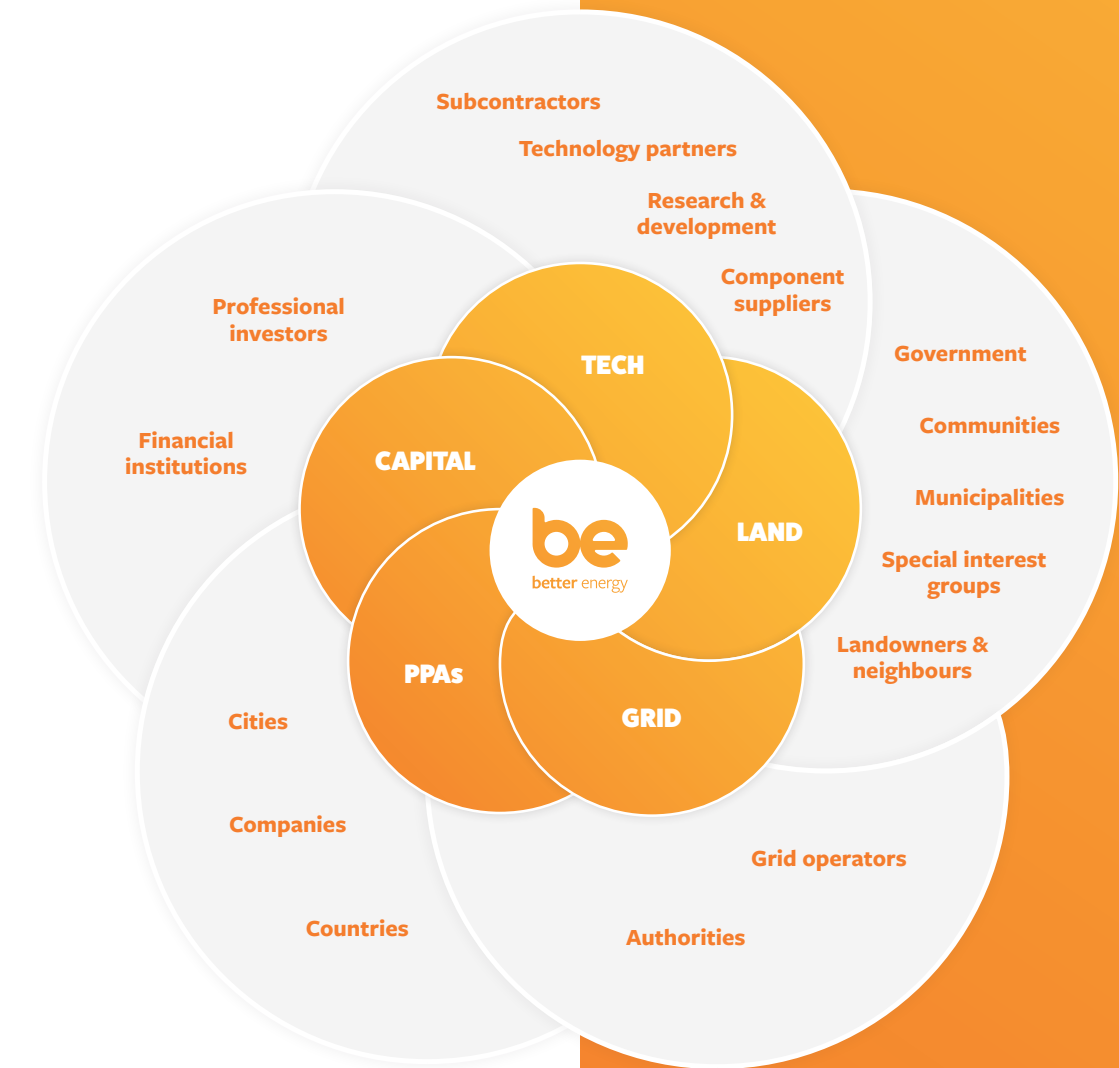 Subcontractors
Technology partners
Research &
development
Component
suppliers
TECH
Professional
investors
Financial
institutions
CAPITAL
Government
Communities
Municipalities
Special interest
groups
Landowners &
neighbours
LAND
be
better energy
PPAs
Cities
Companies
Countries
GRID
Grid operators
Authorities